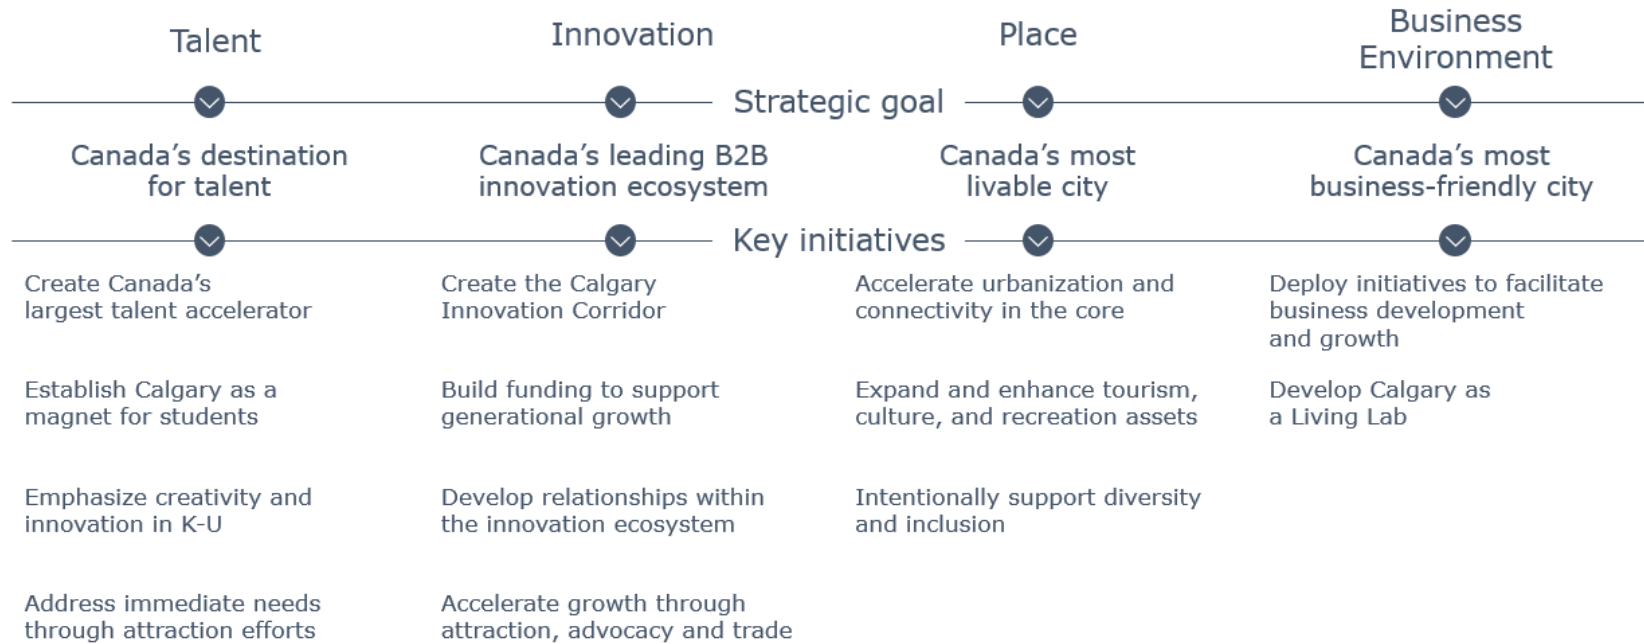 Talent
Innovation
Place
Business
Environment
Strategic goal
Canada’s destination
for talent
Canada’s leading B2B
innovation ecosystem
Canada’s most
livable city
Canada’s most
business-friendly city
Key initiatives
Create Canada’s
largest talent accelerator
Establish Calgary as a
magnet for students
Emphasize creativity and
innovation in K-U
Address immediate needs
through attraction efforts
Create the Calgary
Innovation Corridor
Build funding to support
generational growth
Develop relationships within
the innovation ecosystem
Accelerate growth through
attraction, advocacy and trade
Accelerate urbanization and
connectivity in the core
Expand and enhance tourism,
culture, and recreation assets
Intentionally support diversity
and inclusion
Deploy initiatives to facilitate
business development
and growth
Develop Calgary as
a Living Lab